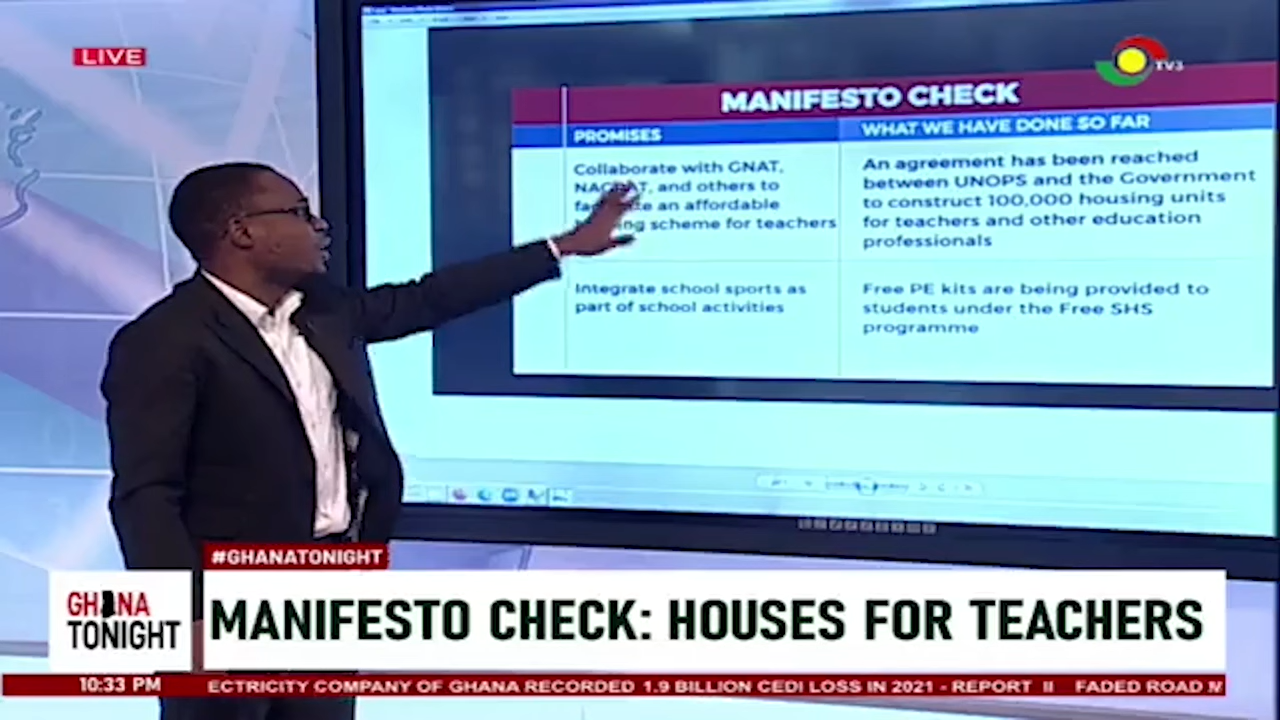 LIVE
TV3
MANIFESTO CHECK
PROMISES
WHAT WE HAVE DONE SO FAR
Collaborate with GNAT,
and others to
an affordable
scheme for teachers
An agreement has been reached
between UNOPS and the Government
to construct 100,000 housing units
for teachers and other education
professionals
Integrate school sports as
part of school activities
Free PE kits are being provided to
students under the Free SHS
programme
#GHANATONIGHT
GHANA
TONIGHT
MANIFESTO CHECK: HOUSES FOR TEACHERS
10:33 PM
ECTRICITY COMPANY OF GHANA RECORDED 1.9 BILLION CEDI LOSS IN 2021 - REPORT II FADED ROAD